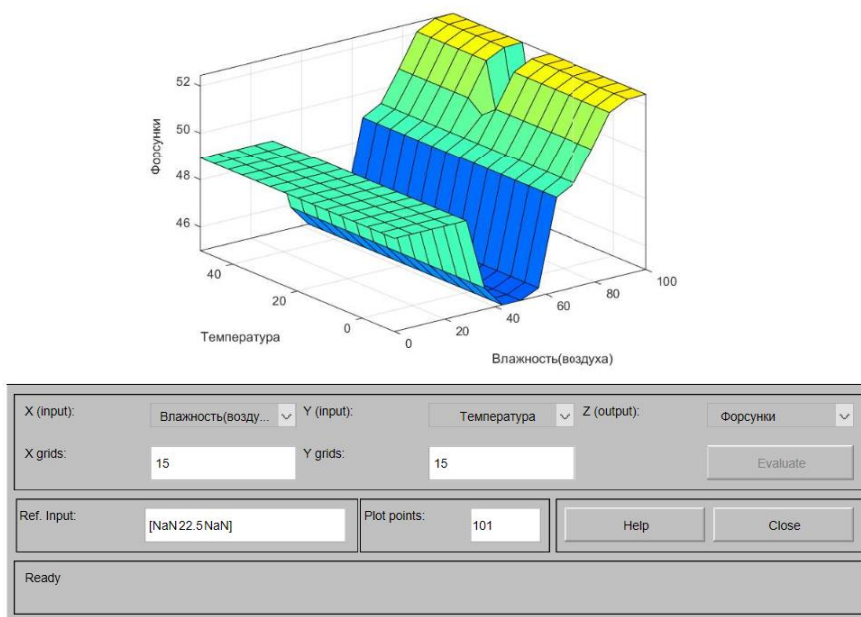 52
50
48
46
Форсунки
40
20
0
Температура
0
20
40
60
80
100
Влажность(воздуха)
X (input): Влажность(возду... Y (input): Температура Z (output): Форсунки
X grids: 15 Y grids: 15 Evaluate
Ref. Input: [NaN 22.5 NaN] Plot points: 101 Help Close
Ready